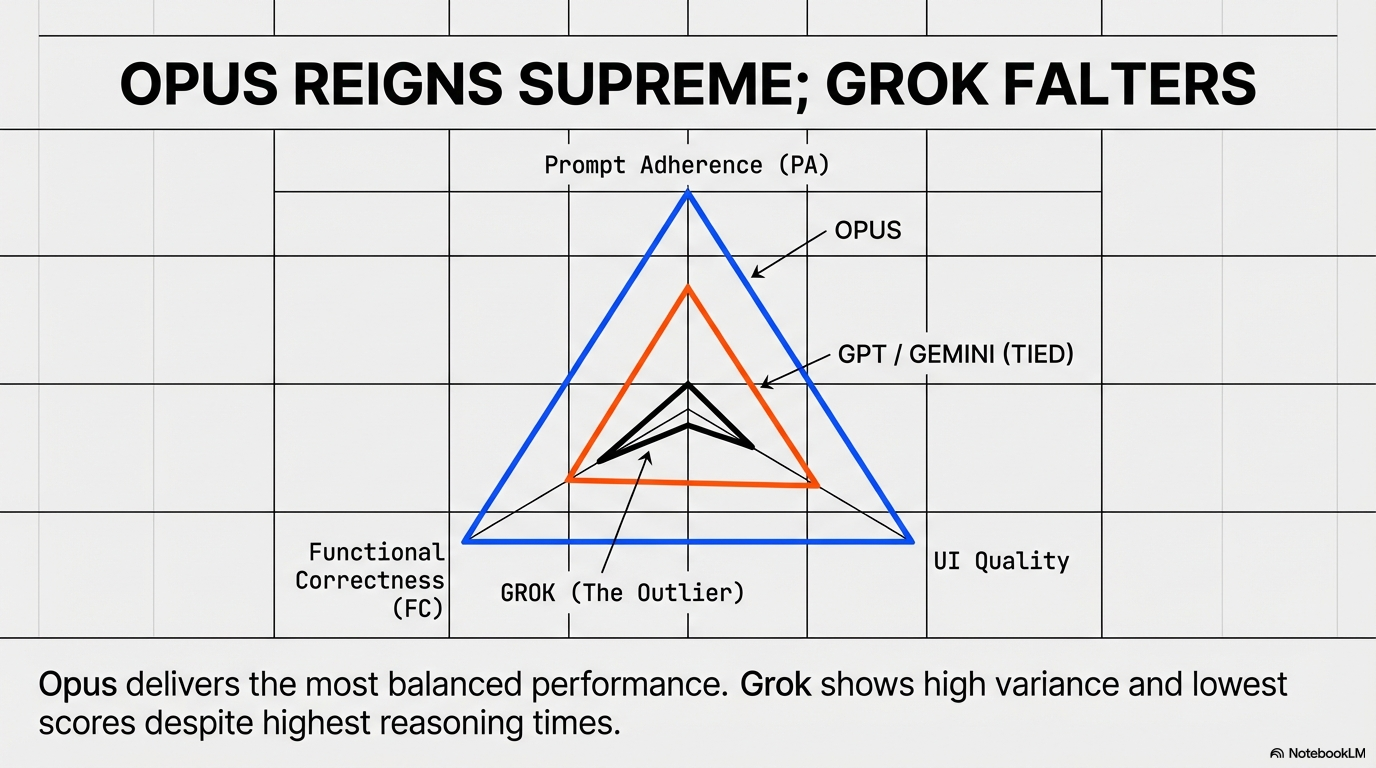 OPUS REIGNS SUPREME; GROK FALTERS
Prompt Adherence (PA)
OPUS
GPT / GEMINI (TIED)
Functional
Correctness
(FC)
UI Quality
GROK (The Outlier)
Opus delivers the most balanced performance. Grok shows high variance and lowest
scores despite highest reasoning times.
NotebookLM